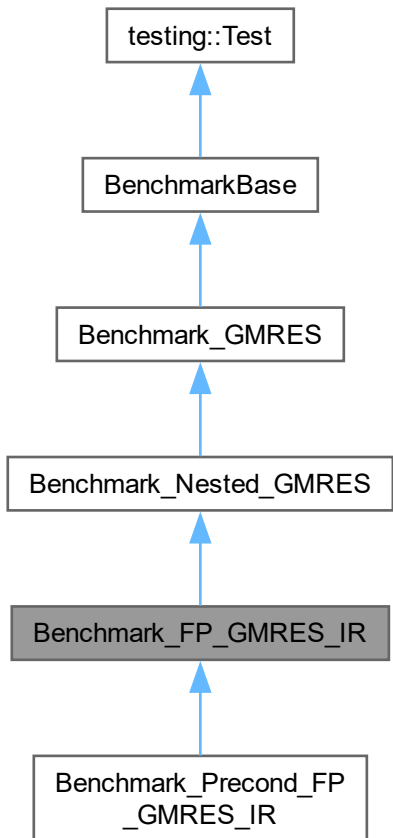 testing::Test
BenchmarkBase
Benchmark_GMRES
Benchmark_Nested_GMRES
Benchmark_FP_GMRES_IR
Benchmark_Precond_FP
_GMRES_IR